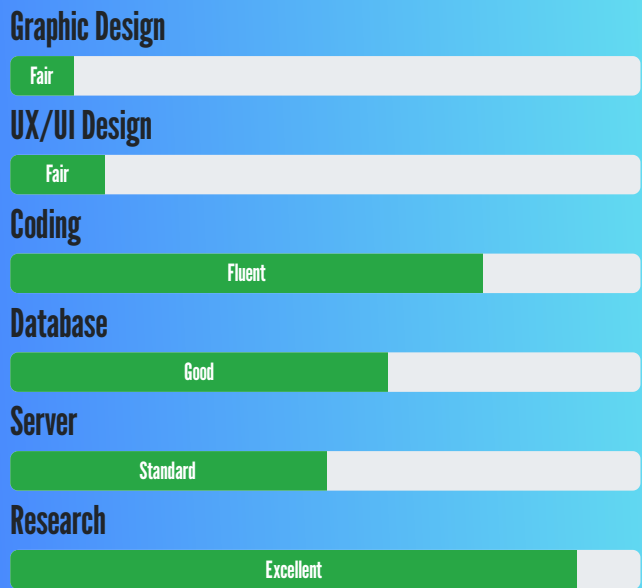 Graphic Design
Fair
UX/UI Design
Fair
Coding
Fluent
Database
Good
Server
Standard
Research
Excellent